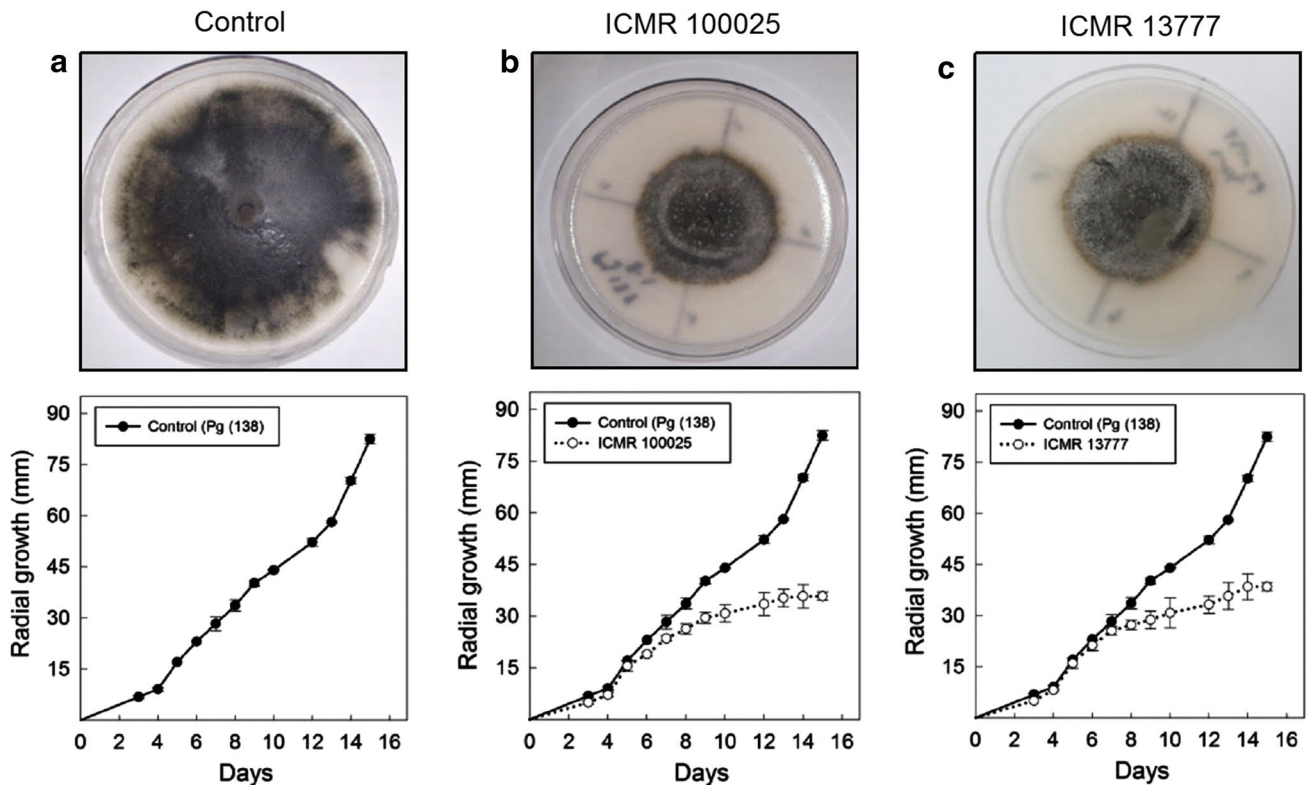 Control
ICMR 100025
ICMR 13777
a
b
c
Radial growth (mm)
90
75
60
45
30
15
Control (Pg (138)
0 2 4 6 8 10 12 14 16
Days
Radial growth (mm)
90
75
60
45
30
15
Control (Pg (138)
ICMR 100025
0 2 4 6 8 10 12 14 16
Days
Radial growth (mm)
90
75
60
45
30
15
Control (Pg (138)
ICMR 13777
0 2 4 6 8 10 12 14 16
Days